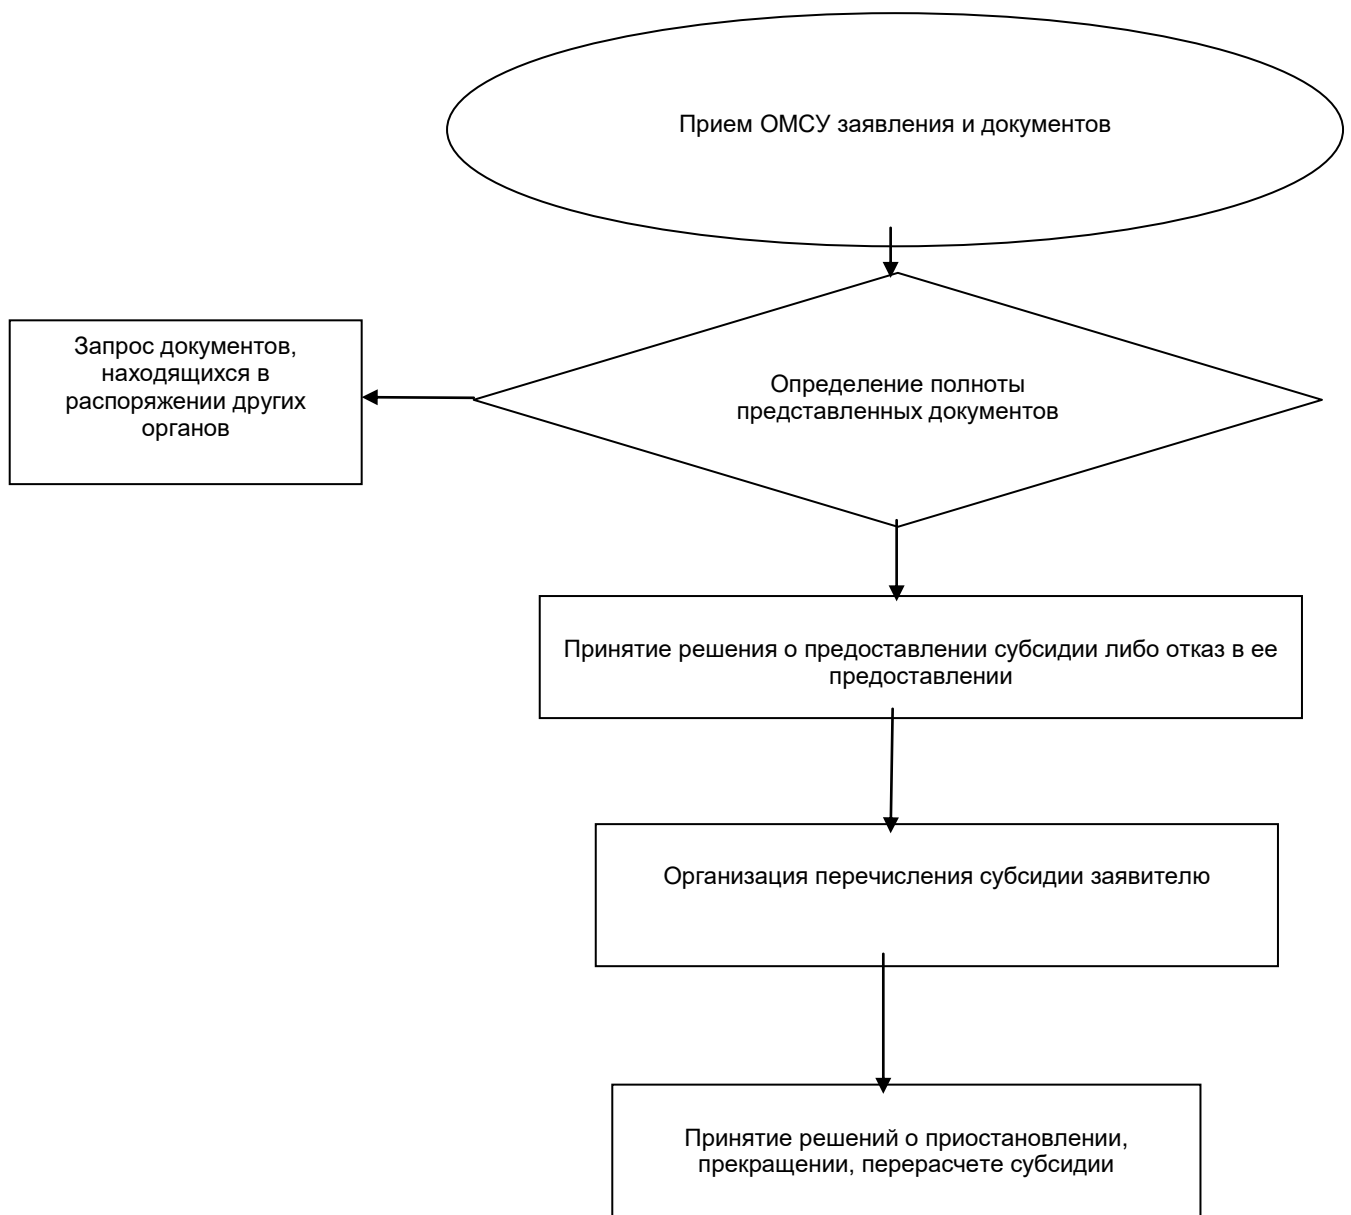 Прием ОМСУ заявления и документов
Запрос документов,
находящихся в
распоряжении других
органов
Определение полноты
представленных документов
Принятие решения о предоставлении субсидии либо отказ в ее
предоставлении
Организация перечисления субсидии заявителю
Принятие решений о приостановлении,
прекращении, перерасчете субсидии